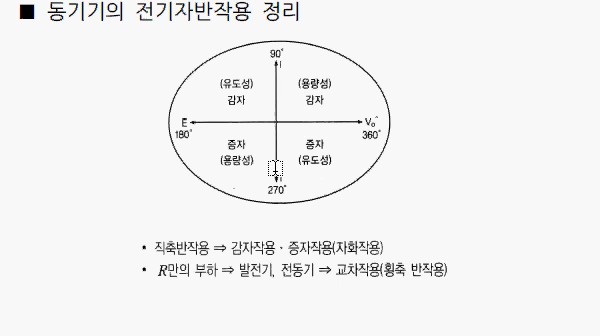 ■ 동기기의 전기자반작용 정리
90°
I
(유도성) (용량성)
감자 감자
E V₀
180° 360°
증자 증자
(용량성) (유도성)
I
270°
• 직축반작용 ⇒ 감자작용 · 증자작용(자화작용)
• R만의 부하 ⇒ 발전기, 전동기 ⇒ 교차작용(횡축 반작용)